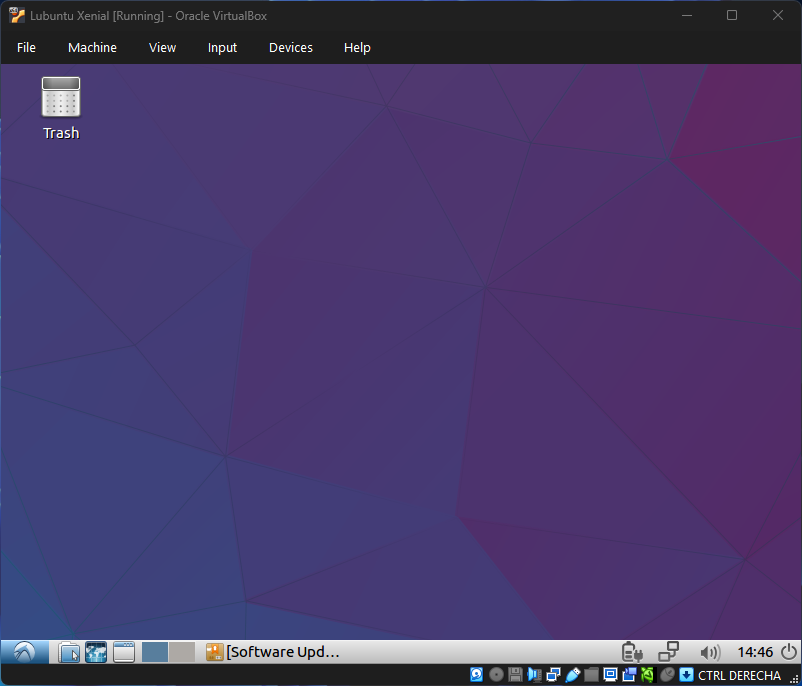 Lubuntu Xenial [Running] - Oracle VirtualBox
File Machine View Input Devices Help
Trash
[Software Upd... 14:46
CTRL DERECHA